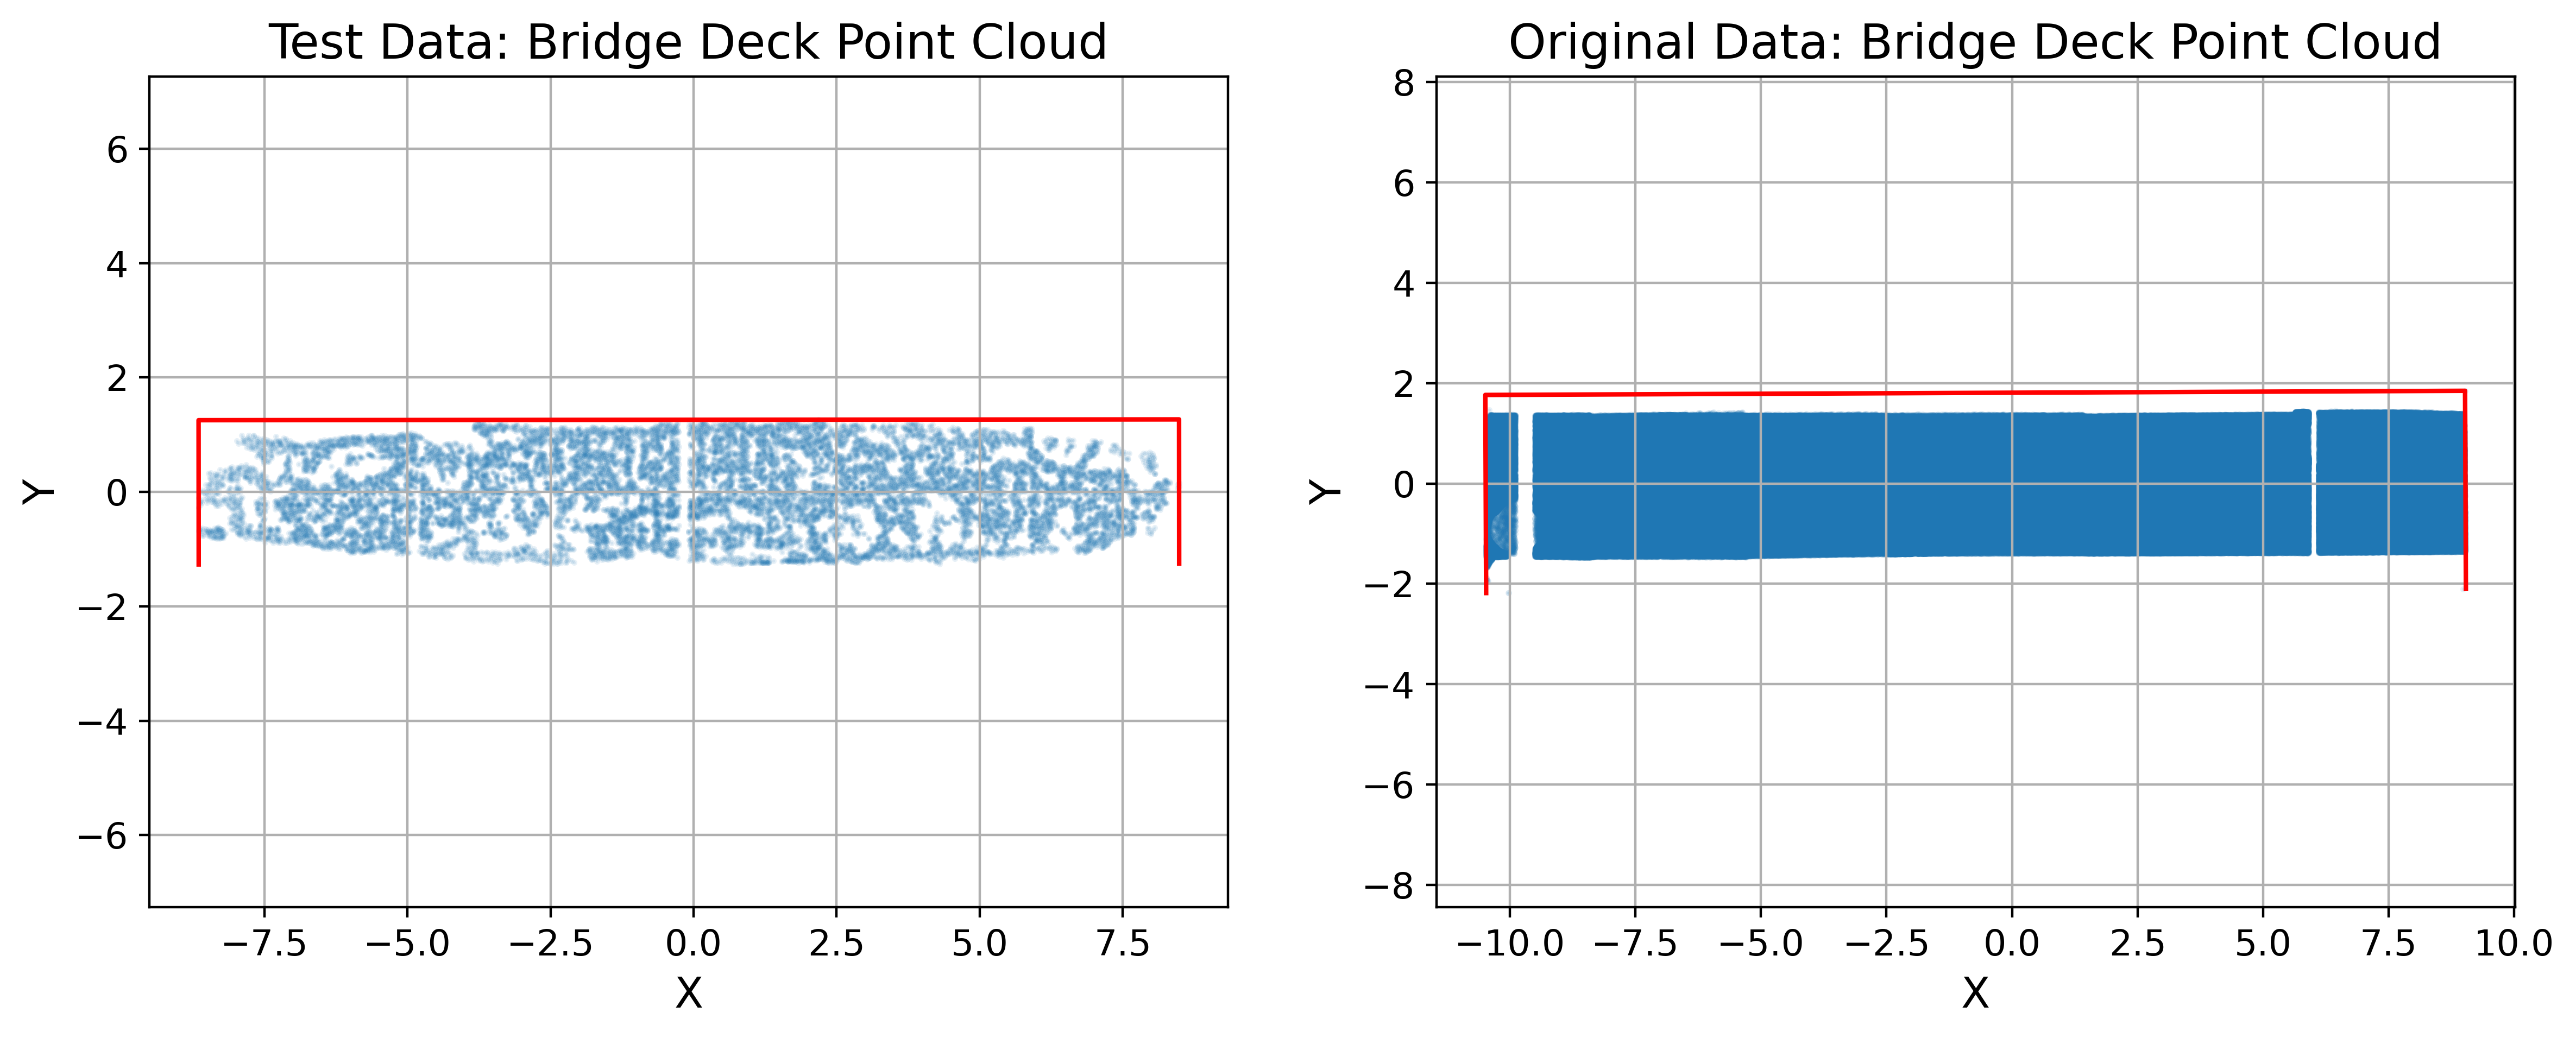 Test Data: Bridge Deck Point Cloud
6
4
2
0
−2
−4
−6
Y
−7.5 −5.0 −2.5 0.0 2.5 5.0 7.5
X
Original Data: Bridge Deck Point Cloud
8
6
4
2
0
−2
−4
−6
−8
Y
−10.0 −7.5 −5.0 −2.5 0.0 2.5 5.0 7.5 10.0
X